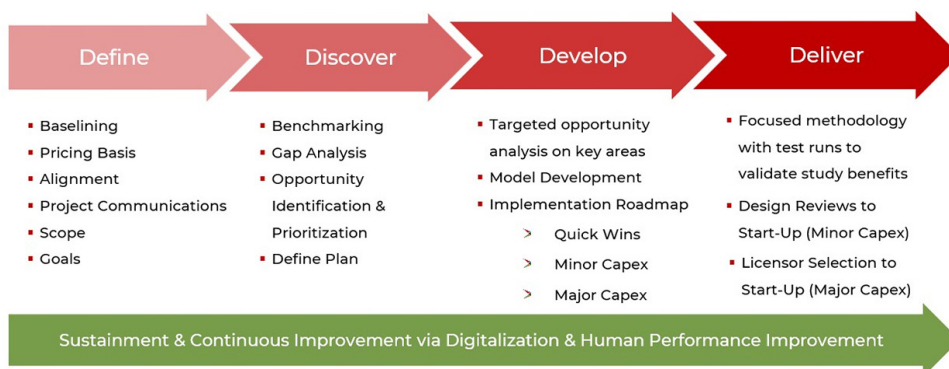 Define
Baselining
Pricing Basis
Alignment
Project Communications
Scope
Goals
Discover
Benchmarking
Gap Analysis
Opportunity
Identification &
Prioritization
Define Plan
Develop
Targeted opportunity
analysis on key areas
Model Development
Implementation Roadmap
Quick Wins
Minor Capex
Major Capex
Deliver
Focused methodology
with test runs to
validate study benefits
Design Reviews to
Start-Up (Minor Capex)
Licensor Selection to
Start-Up (Major Capex)
Sustainment & Continuous Improvement via Digitalization & Human Performance Improvement